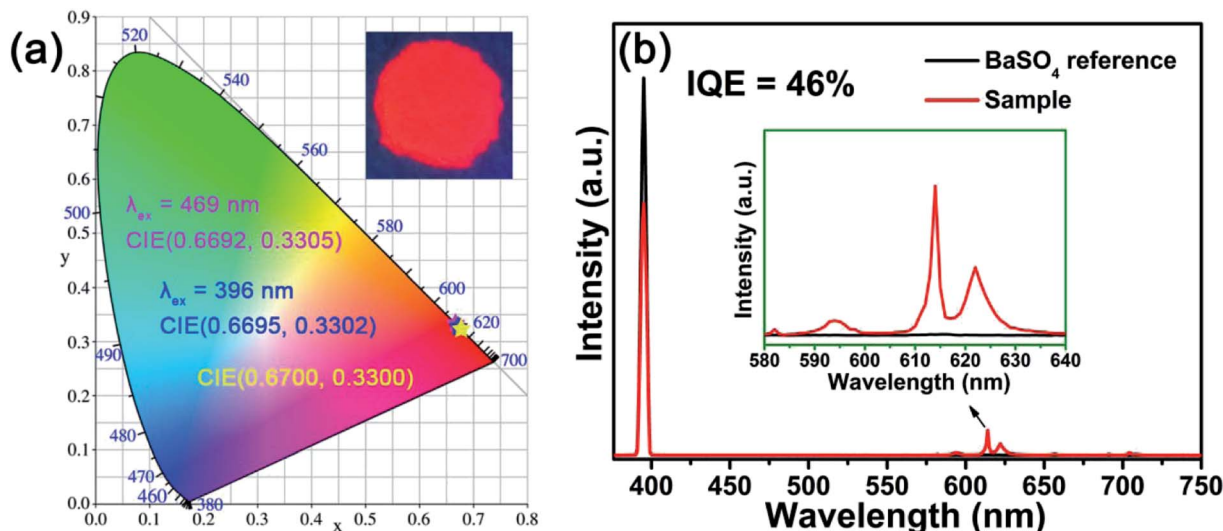 (a)
0.9
0.8
0.7
0.6
0.5
0.4
0.3
0.2
0.1
0.0
y
0.0 0.1 0.2 0.3 0.4 0.5 0.6 0.7 0.8
x
520
540
560
500
580
600
620
490
700
480
470
460
380
λex = 469 nm
CIE(0.6692, 0.3305)
λex = 396 nm
CIE(0.6695, 0.3302)
CIE(0.6700, 0.3300)
(b)
IQE = 46%
BaSO4 reference
Sample
Intensity (a.u.)
Intensity (a.u.)
580 590 600 610 620 630 640
Wavelength (nm)
400 450 500 550 600 650 700 750
Wavelength (nm)